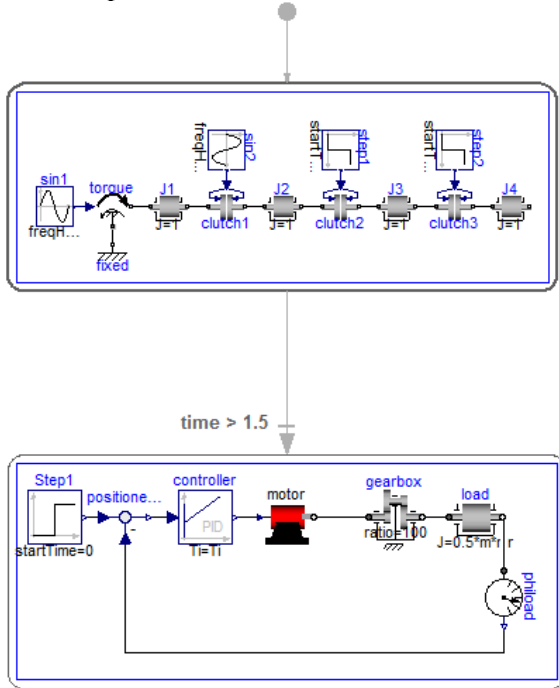 freqH...
sin2
startT...
step1
startT...
step2
sin1
torque
J1
J2
J3
J4
freqH...
J=1
clutch1
J=1
clutch2
J=1
clutch3
J=1
fixed
time > 1.5
Step1
positione...
controller
motor
gearbox
load
PID
startTime=0
Ti=Ti
ratio=100
J=0.5*m*r_r
phiload